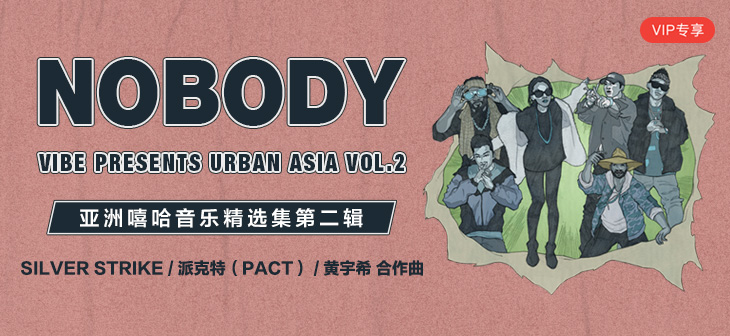 VIP专享
NOBODY
VIBE PRESENTS URBAN ASIA VOL.2
亚洲嘻哈音乐精选集第二辑
SILVER STRIKE / 派克特（PACT）/ 黄宇希 合作曲